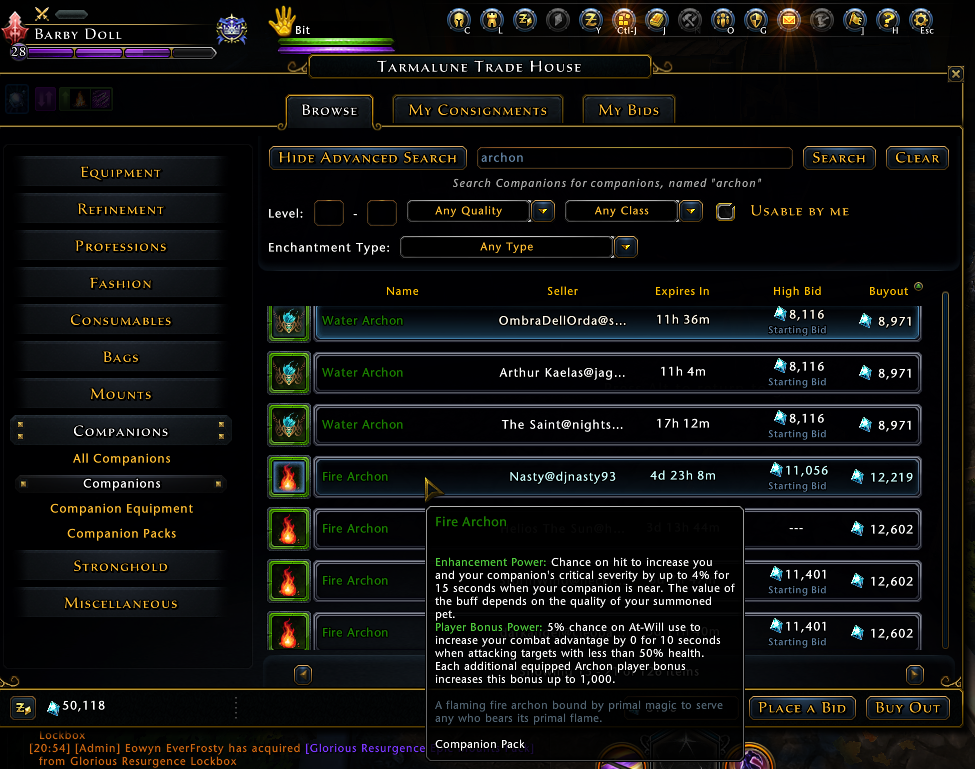 Barby Doll
28
Bit
C
L
Y
Ctl-J
J
K
O
G
J
H
Esc
Tarmalune Trade House
Browse
My Consignments
My Bids
Equipment
Refinement
Professions
Fashion
Consumables
Bags
Mounts
Companions
All Companions
Companions
Companion Equipment
Companion Packs
Stronghold
Miscellaneous
Hide Advanced Search
archon
Search
Clear
Search Companions for companions, named "archon"
Level: - Any Quality Any Class Usable by me
Enchantment Type: Any Type
Name Seller Expires In High Bid Buyout
Water Archon OmbraDellOrda@s... 11h 36m 8,116 8,971
Starting Bid
Water Archon Arthur Kaelas@jag... 11h 4m 8,116 8,971
Starting Bid
Water Archon The Saint@nights... 17h 12m 8,116 8,971
Starting Bid
Fire Archon Nasty@djnasty93 4d 23h 8m 11,056 12,219
Starting Bid
Fire Archon --- 12,602
Fire Archon 11,401 12,602
Starting Bid
Fire Archon 11,401 12,602
Starting Bid
Fire Archon
Enhancement Power: Chance on hit to increase you
and your companion's critical severity by up to 4% for
15 seconds when your companion is near. The value of
the buff depends on the quality of your summoned
pet.
Player Bonus Power: 5% chance on At-Will use to
increase your combat advantage by 0 for 10 seconds
when attacking targets with less than 50% health.
Each additional equipped Archon player bonus
increases this bonus up to 1,000.
A flaming fire archon bound by primal magic to serve
any who bears its primal flame.
Companion Pack
50,118
Place a Bid
Buy Out
Lockbox
[20:54] [Admin] Eowyn EverFrosty has acquired [Glorious Resurgence
from Glorious Resurgence Lockbox